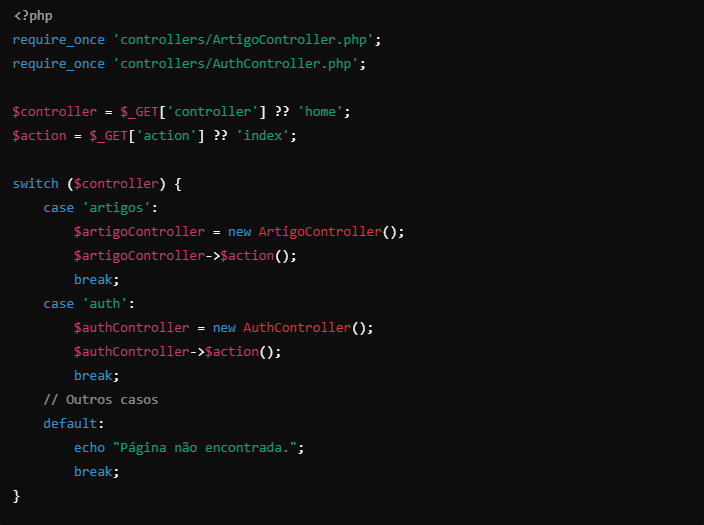 <?php
require_once 'controllers/ArtigoController.php';
require_once 'controllers/AuthController.php';

$controller = $_GET['controller'] ?? 'home';
$action = $_GET['action'] ?? 'index';

switch ($controller) {
    case 'artigos':
        $artigoController = new ArtigoController();
        $artigoController->$action();
        break;
    case 'auth':
        $authController = new AuthController();
        $authController->$action();
        break;
    // Outros casos
    default:
        echo "Página não encontrada.";
        break;
}